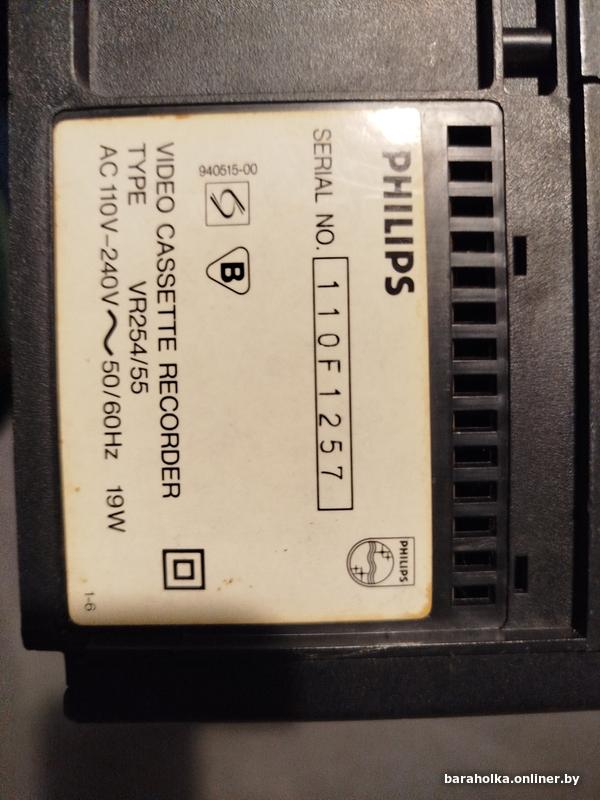 PHILIPS
SERIAL NO. 110F1257
PHILIPS
940515-00
B
VIDEO CASSETTE RECORDER
TYPE VR254/55
AC 110V–240V～50/60Hz 19W
1-6
baraholka.onliner.by